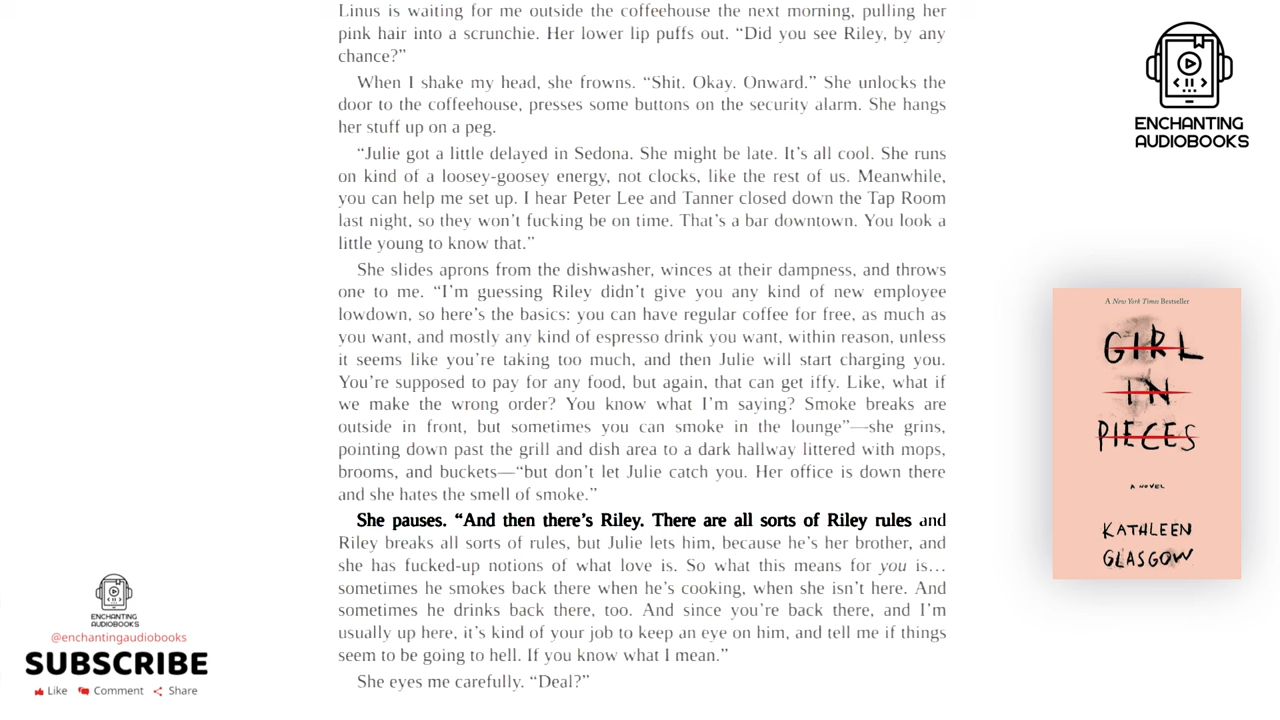 Linus is waiting for me outside the coffeehouse the next morning, pulling her
pink hair into a scrunchie. Her lower lip puffs out. “Did you see Riley, by any
chance?”
When I shake my head, she frowns. “Shit. Okay. Onward.” She unlocks the
door to the coffeehouse, presses some buttons on the security alarm. She hangs
her stuff up on a peg.
“Julie got a little delayed in Sedona. She might be late. It’s all cool. She runs
on kind of a loosey-goosey energy, not clocks, like the rest of us. Meanwhile,
you can help me set up. I hear Peter Lee and Tanner closed down the Tap Room
last night, so they won’t fucking be on time. That’s a bar downtown. You look a
little young to know that.”
She slides aprons from the dishwasher, winces at their dampness, and throws
one to me. “I’m guessing Riley didn’t give you any kind of new employee
lowdown, so here’s the basics: you can have regular coffee for free, as much as
you want, and mostly any kind of espresso drink you want, within reason, unless
it seems like you’re taking too much, and then Julie will start charging you.
You’re supposed to pay for any food, but again, that can get iffy. Like, what if
we make the wrong order? You know what I’m saying? Smoke breaks are
outside in front, but sometimes you can smoke in the lounge”—she grins,
pointing down past the grill and dish area to a dark hallway littered with mops,
brooms, and buckets—“but don’t let Julie catch you. Her office is down there
and she hates the smell of smoke.”
She pauses. “And then there’s Riley. There are all sorts of Riley rules and
Riley breaks all sorts of rules, but Julie lets him, because he’s her brother, and
she has fucked-up notions of what love is. So what this means for you is…
sometimes he smokes back there when he’s cooking, when she isn’t here. And
sometimes he drinks back there, too. And since you’re back there, and I’m
usually up here, it’s kind of your job to keep an eye on him, and tell me if things
seem to be going to hell. If you know what I mean.”
She eyes me carefully. “Deal?”
ENCHANTING
AUDIOBOOKS
A New York Times Bestseller
GIRL
IN
PIECES
A NOVEL
KATHLEEN
GLASGOW
ENCHANTING
AUDIOBOOKS
@enchantingaudiobooks
SUBSCRIBE
Like Comment Share